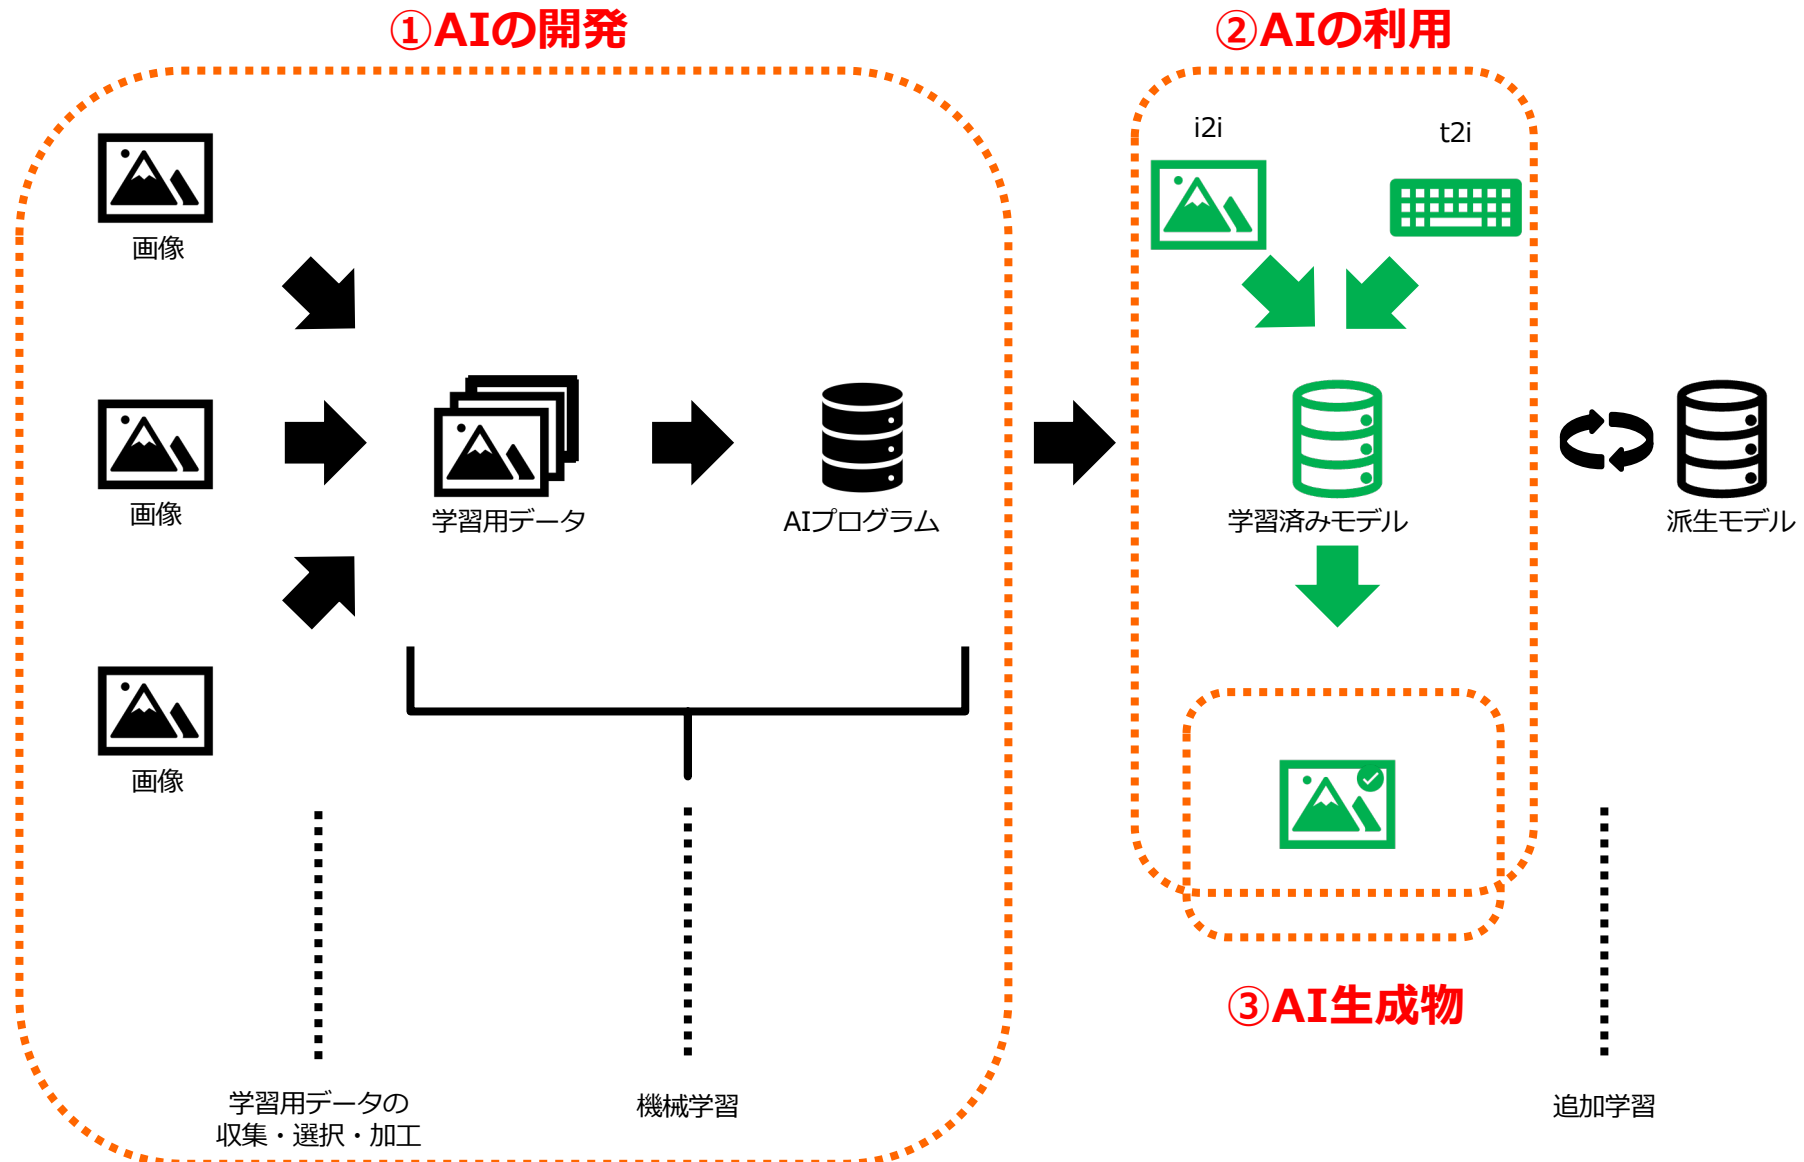 ①AIの開発
②AIの利用
i2i
t2i
画像
画像
学習用データ
AIプログラム
学習済みモデル
派生モデル
画像
③AI生成物
学習用データの
収集・選択・加工
機械学習
追加学習